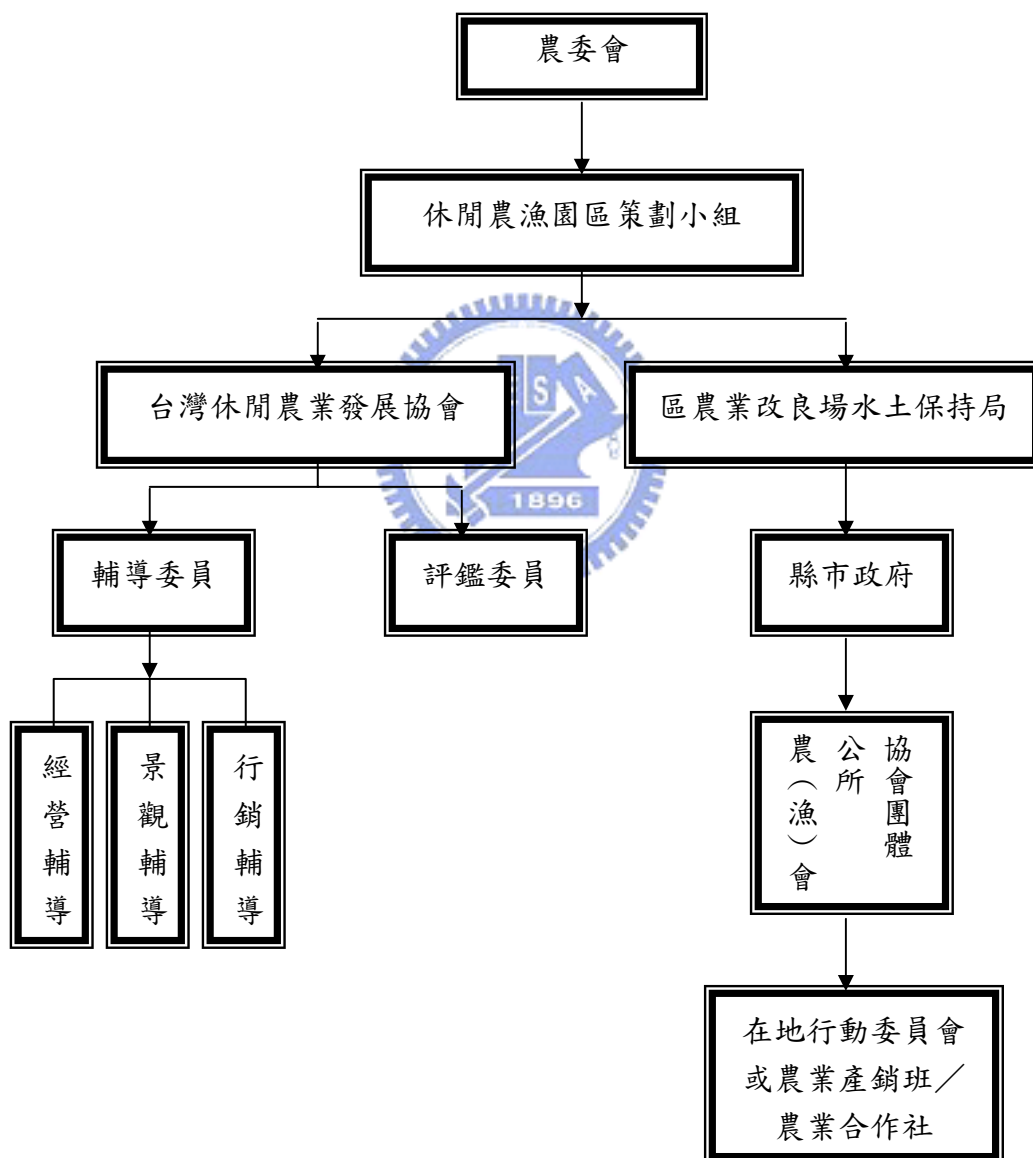 農委會
休閒農漁園區策劃小組
台灣休閒農業發展協會
區農業改良場水土保持局
E S A
1896
輔導委員
評鑑委員
縣市政府
經營輔導
景觀輔導
行銷輔導
協會團體
公所
農（漁）會
在地行動委員會
或農業產銷班／
農業合作社